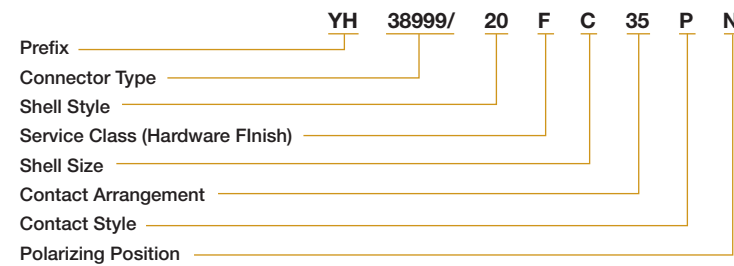 YH 38999/ 20 F C 35 P N
Prefix
Connector Type
Shell Style
Service Class (Hardware FInish)
Shell Size
Contact Arrangement
Contact Style
Polarizing Position